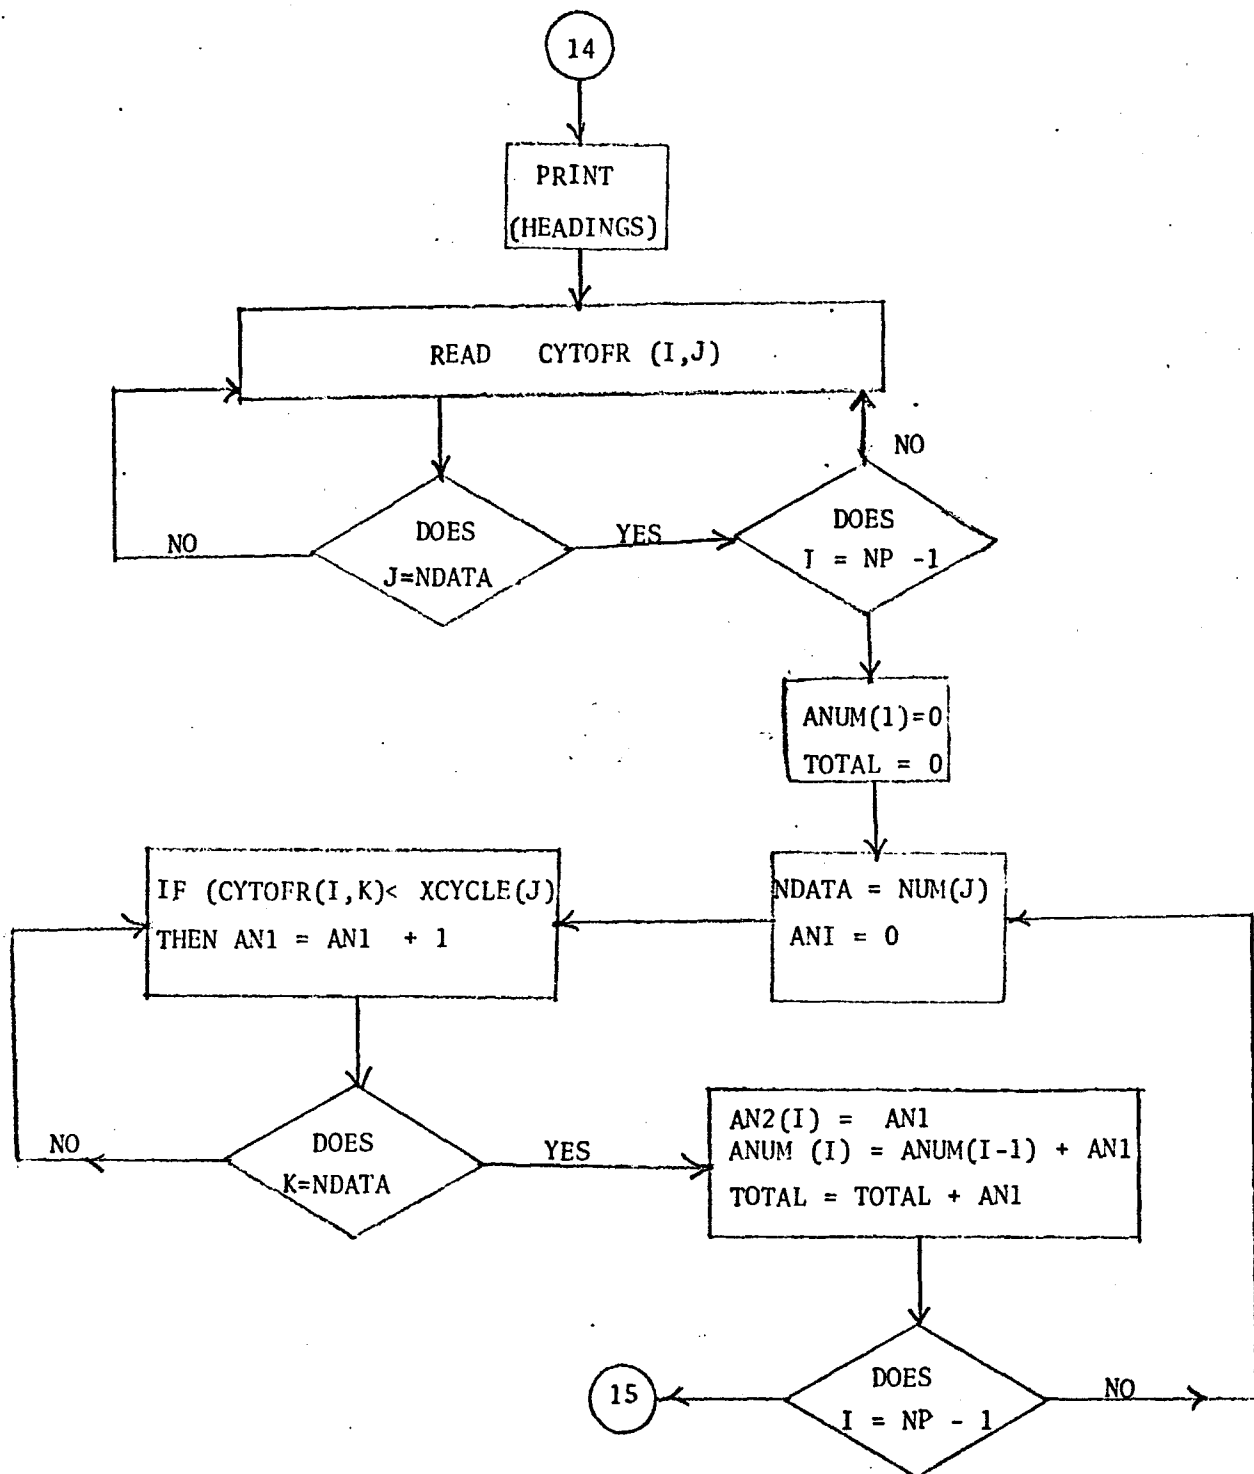 14
PRINT
(HEADINGS)
READ CYTOFR (I,J)
NO
DOES
J=NDATA
NO
YES
DOES
I = NP -1
ANUM(1)=0
TOTAL = 0
NDATA = NUM(J)
ANI = 0
IF (CYTOFR(I,K)< XCYCLE(J)
THEN AN1 = AN1 + 1
DOES
K=NDATA
NO
YES
AN2(I) = AN1
ANUM (I) = ANUM(I-1) + AN1
TOTAL = TOTAL + AN1
DOES
I = NP - 1
NO
15